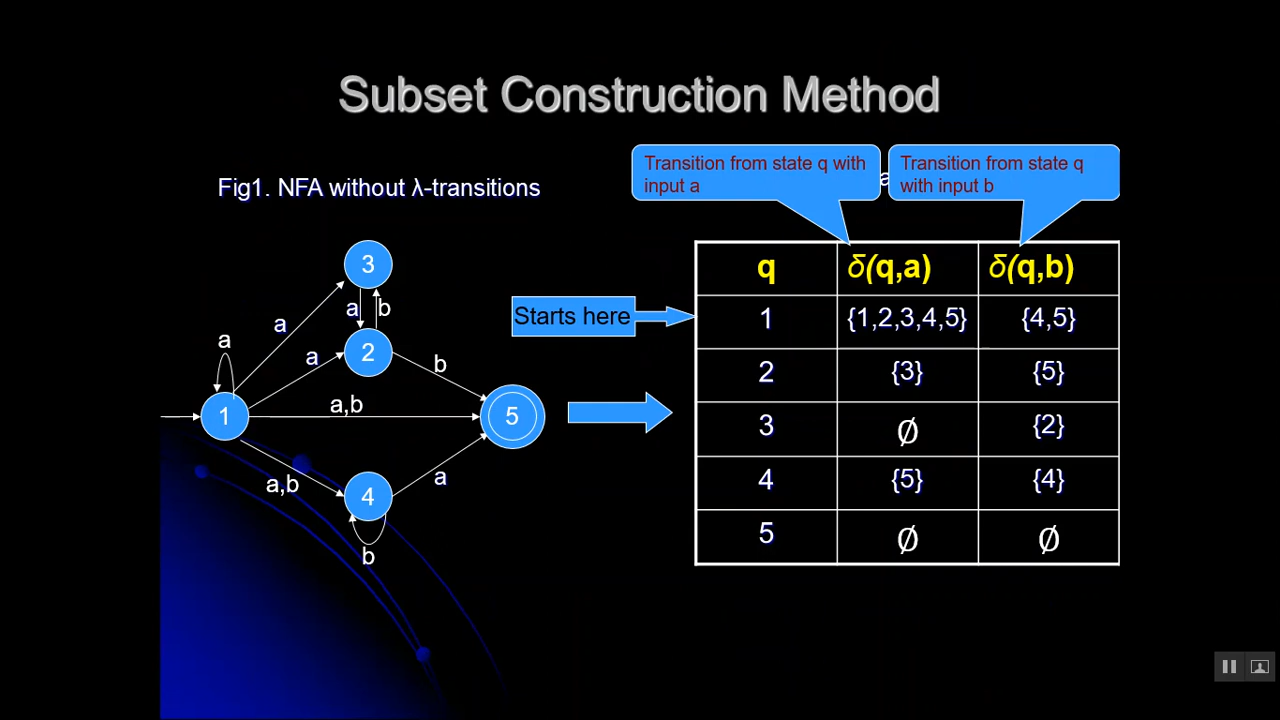 Subset Construction Method
Transition from state q with
input a
Transition from state q
with input b
Fig1. NFA without λ-transitions
3
a
b
a
2
a
a
b
1
a,b
5
a,b
4
a
b
Starts here
q δ(q,a) δ(q,b)
1 {1,2,3,4,5} {4,5}
2 {3} {5}
3 ∅ {2}
4 {5} {4}
5 ∅ ∅